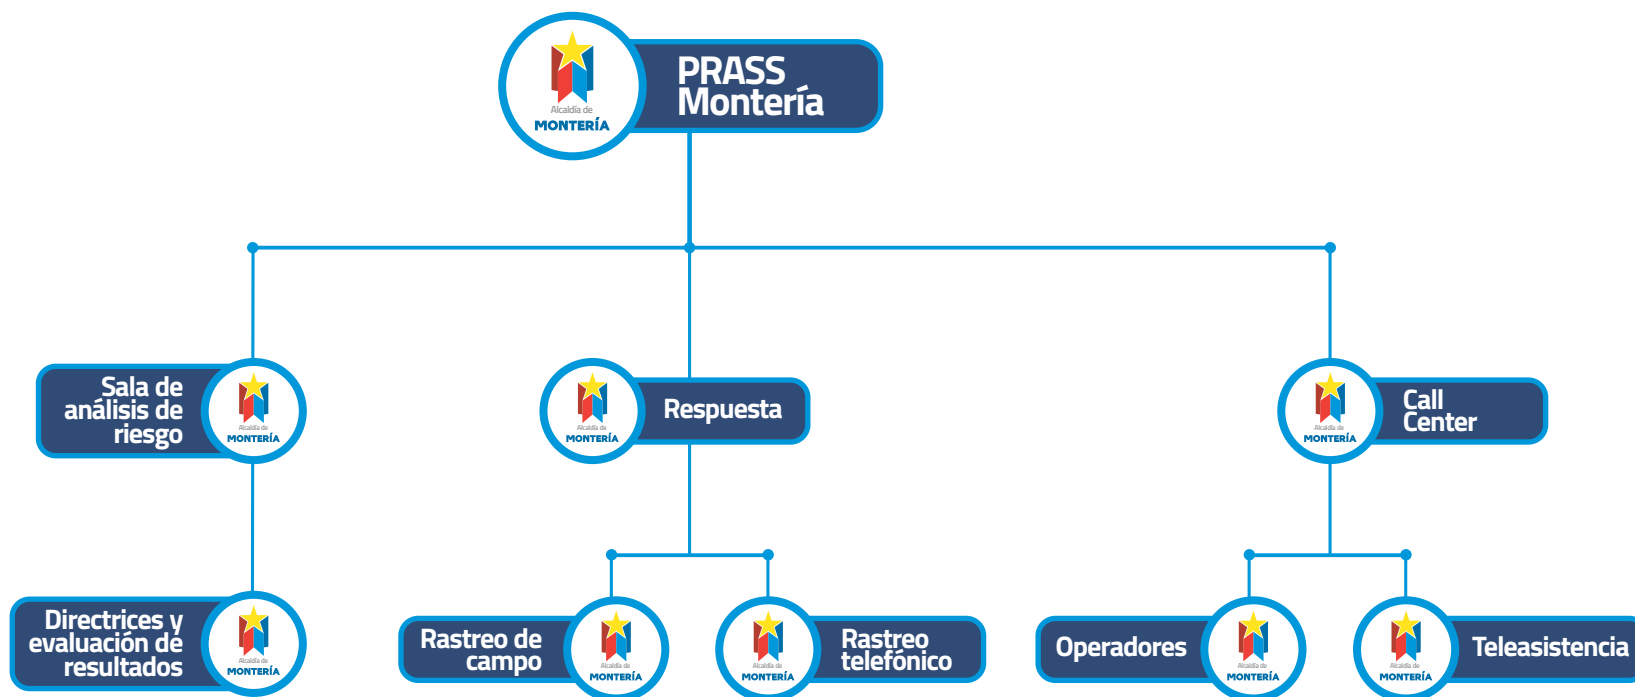 Alcaldía de
MONTERÍA
PRASS
Montería
Sala de
análisis de
riesgo
Alcaldía de
MONTERÍA
Alcaldía de
MONTERÍA
Respuesta
Alcaldía de
MONTERÍA
Call
Center
Directrices y
evaluación de
resultados
Alcaldía de
MONTERÍA
Rastreo de
campo
Alcaldía de
MONTERÍA
Alcaldía de
MONTERÍA
Rastreo
telefónico
Operadores
Alcaldía de
MONTERÍA
Alcaldía de
MONTERÍA
Teleasistencia